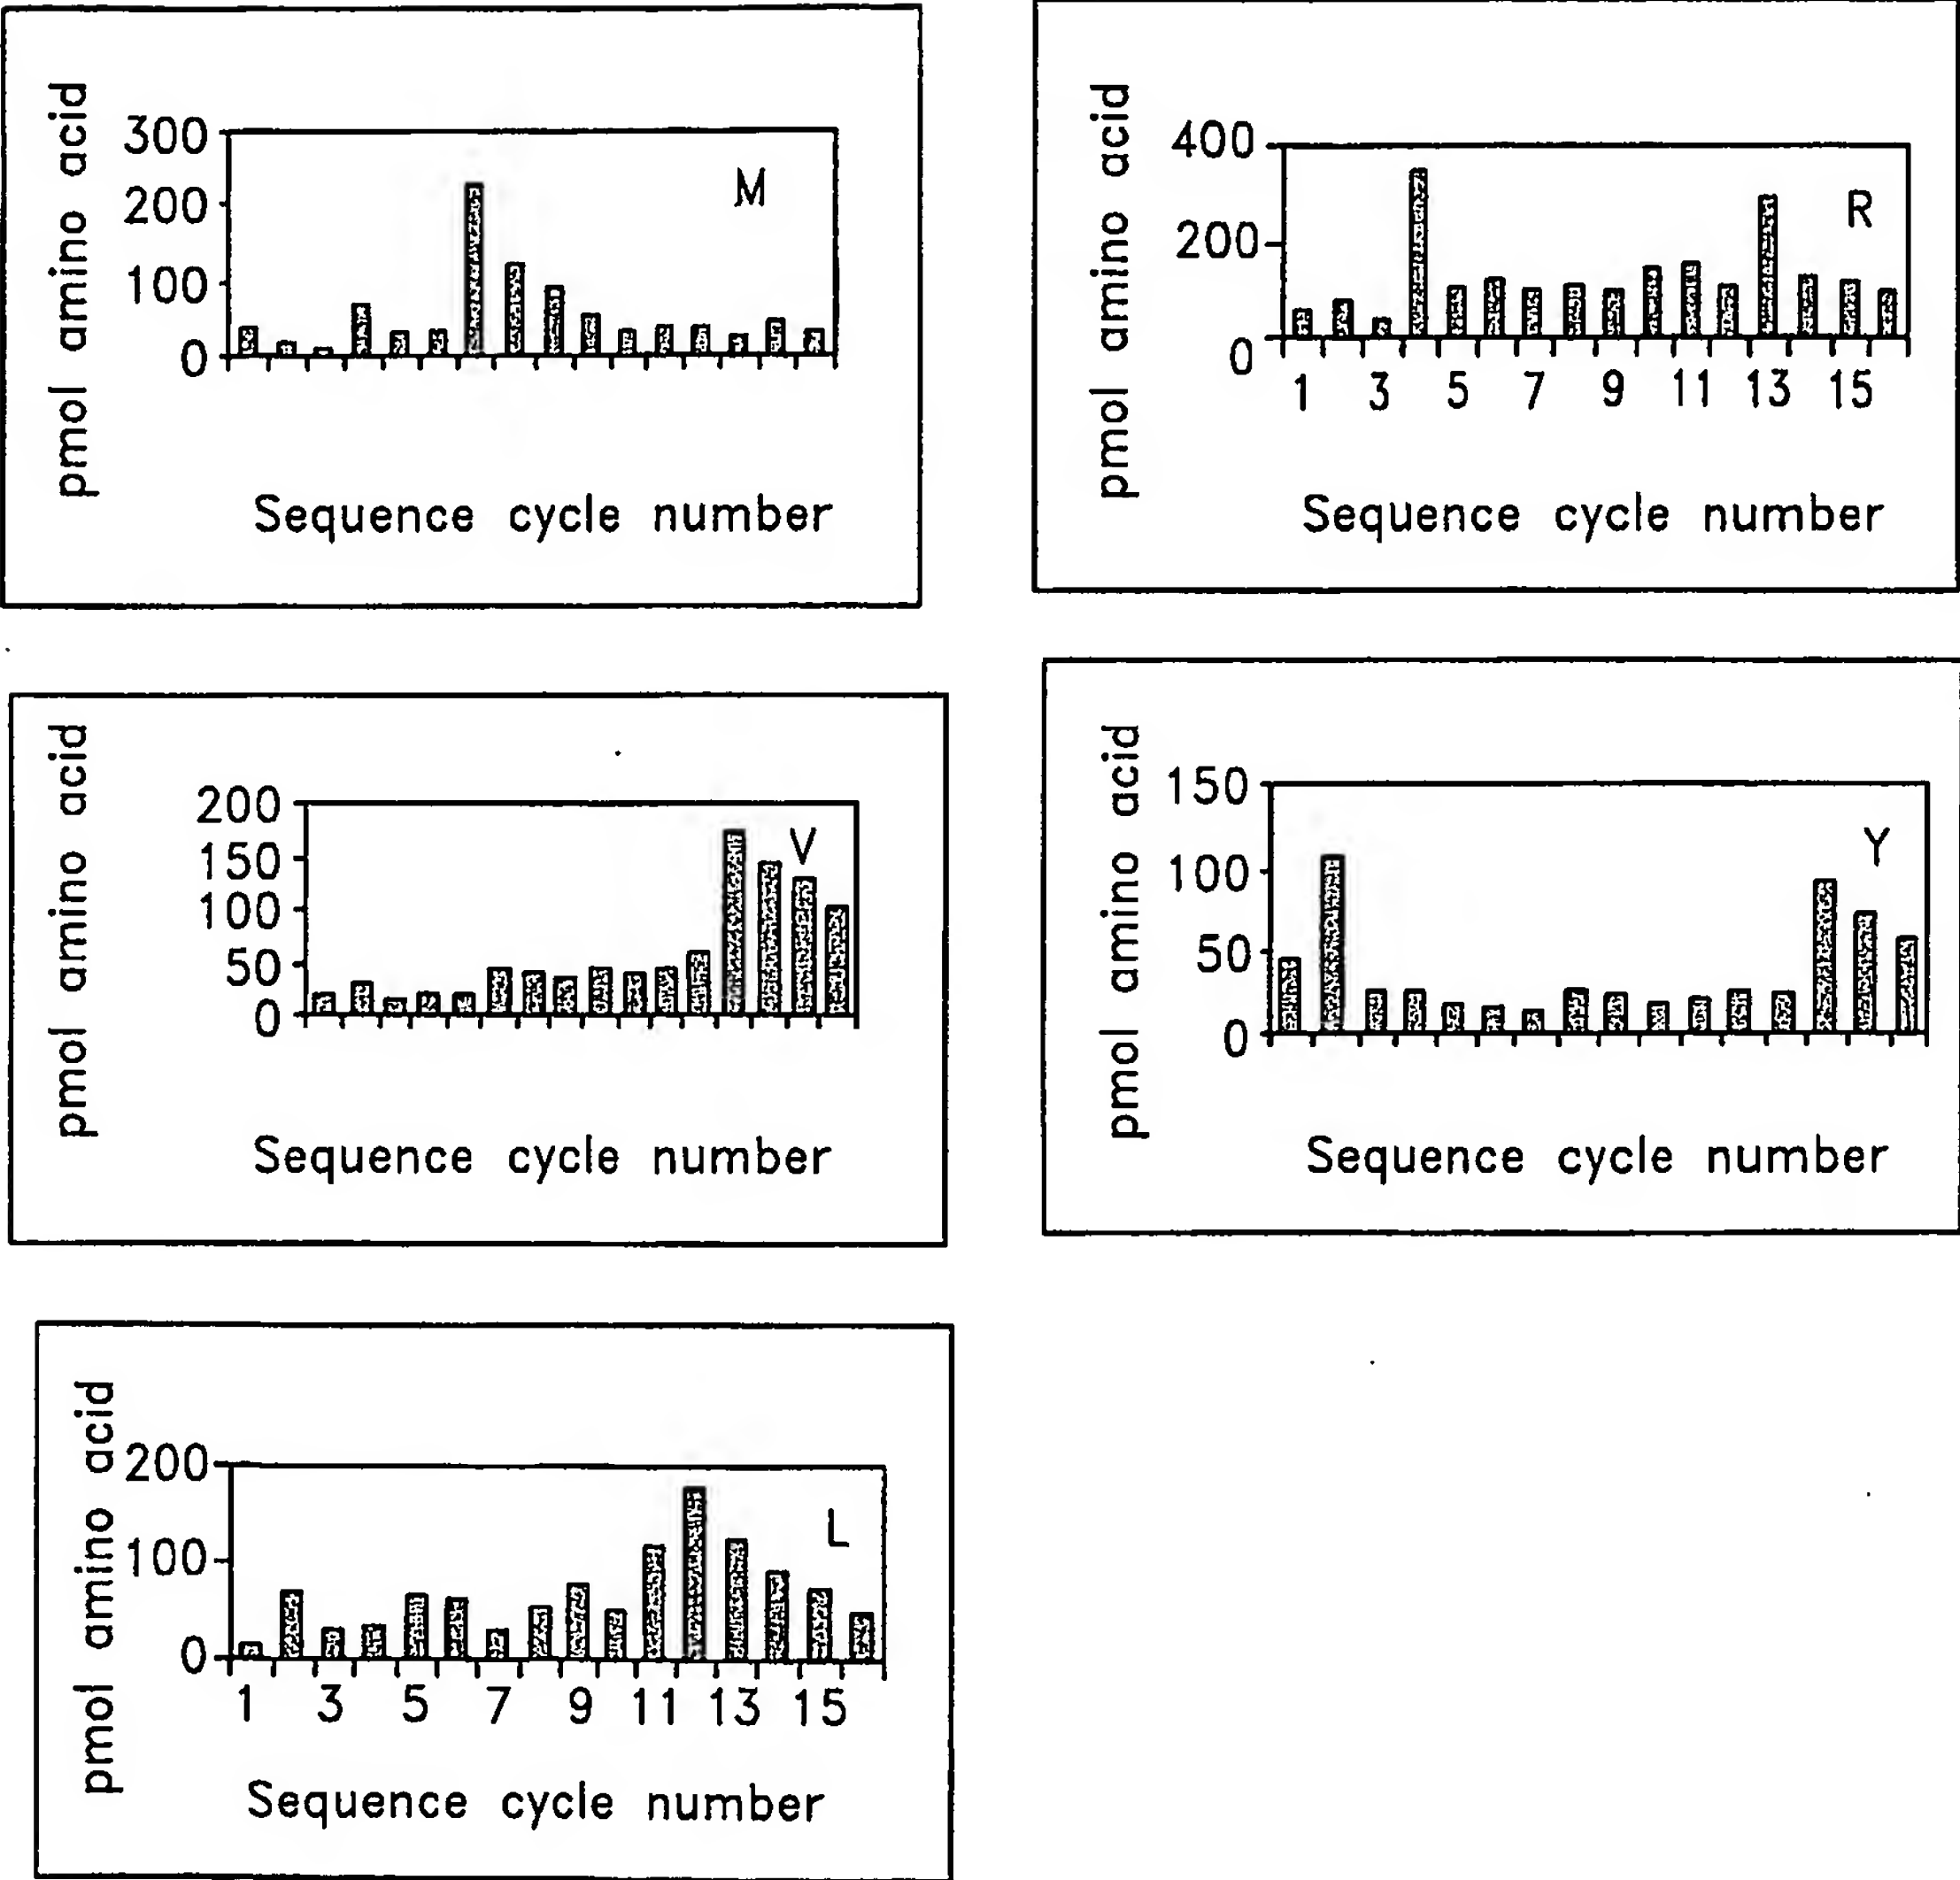 pmol amino acid
300
200
100
0
M
Sequence cycle number
pmol amino acid
400
200
0
R
1 3 5 7 9 11 13 15
Sequence cycle number
pmol amino acid
200
150
100
50
0
V
Sequence cycle number
pmol amino acid
150
100
50
0
Y
Sequence cycle number
pmol amino acid
200
100
0
L
1 3 5 7 9 11 13 15
Sequence cycle number